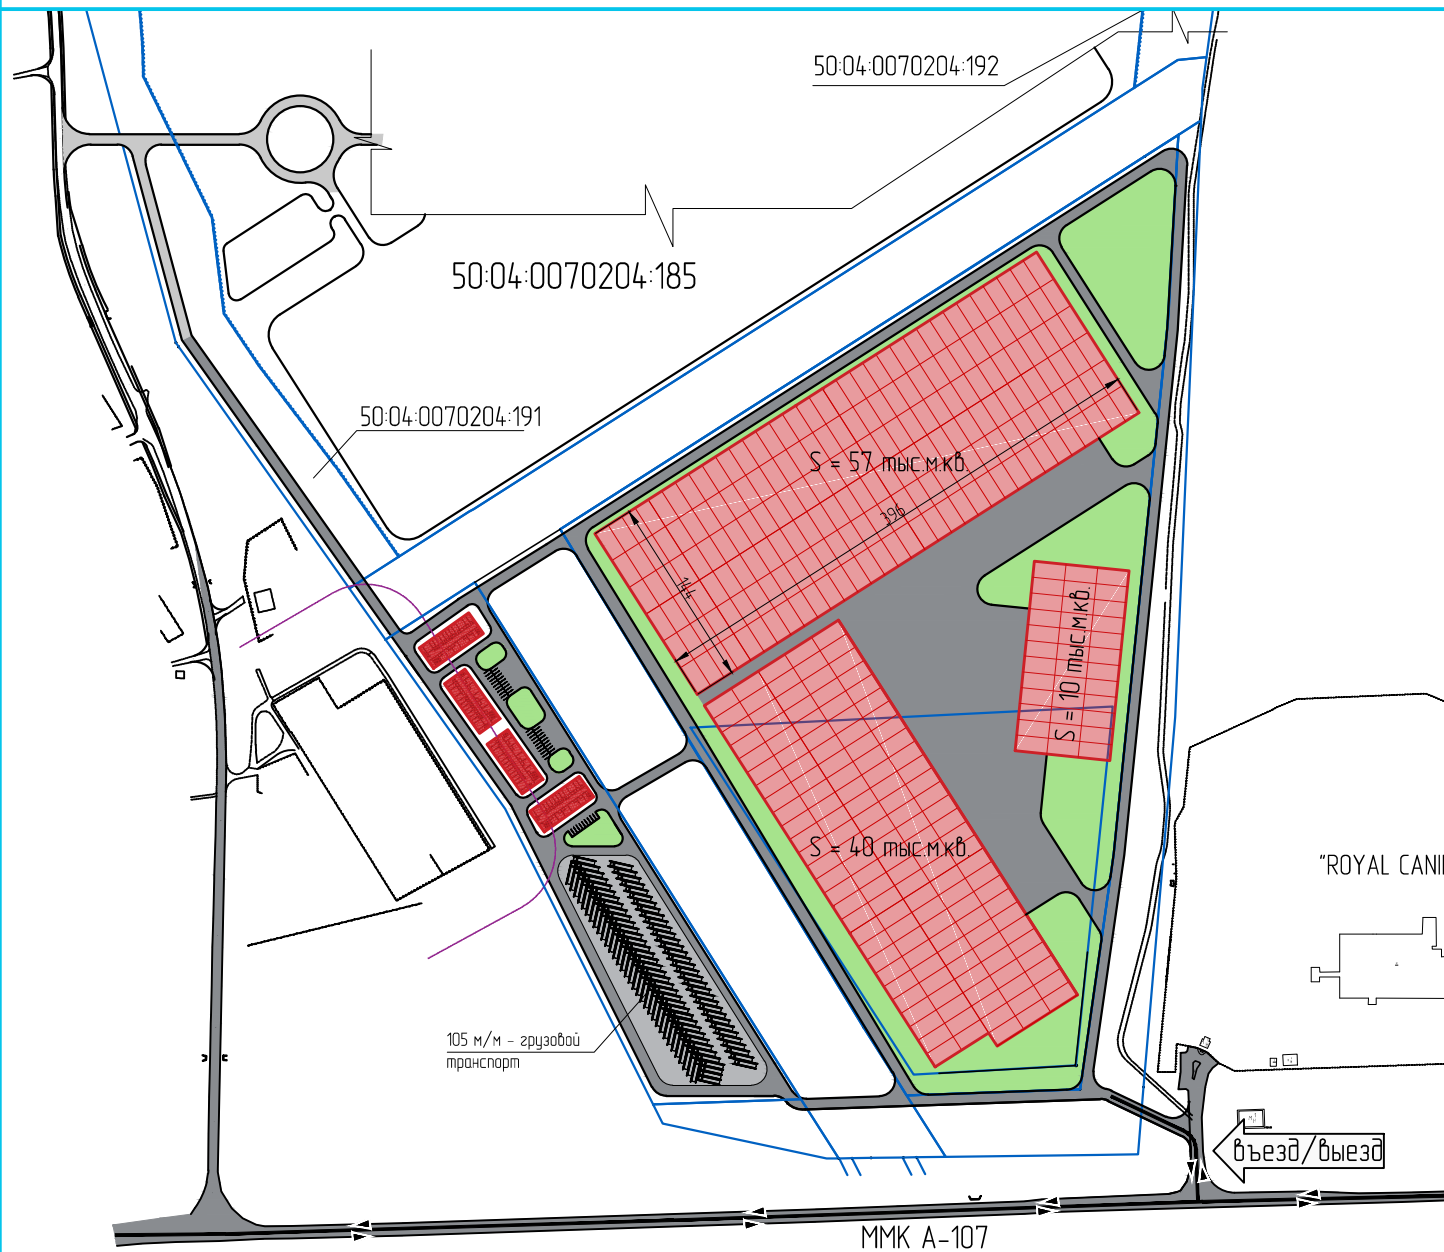 50:04:0070204:192
50:04:0070204:185
50:04:0070204:191
S = 57 тыс.м.кв.
396
144
S = 10 тыс.м.кв.
S = 40 тыс.м.кв.
"ROYAL CANI
105 м/м - грузовой
транспорт
въезд/выезд
ММК А-107